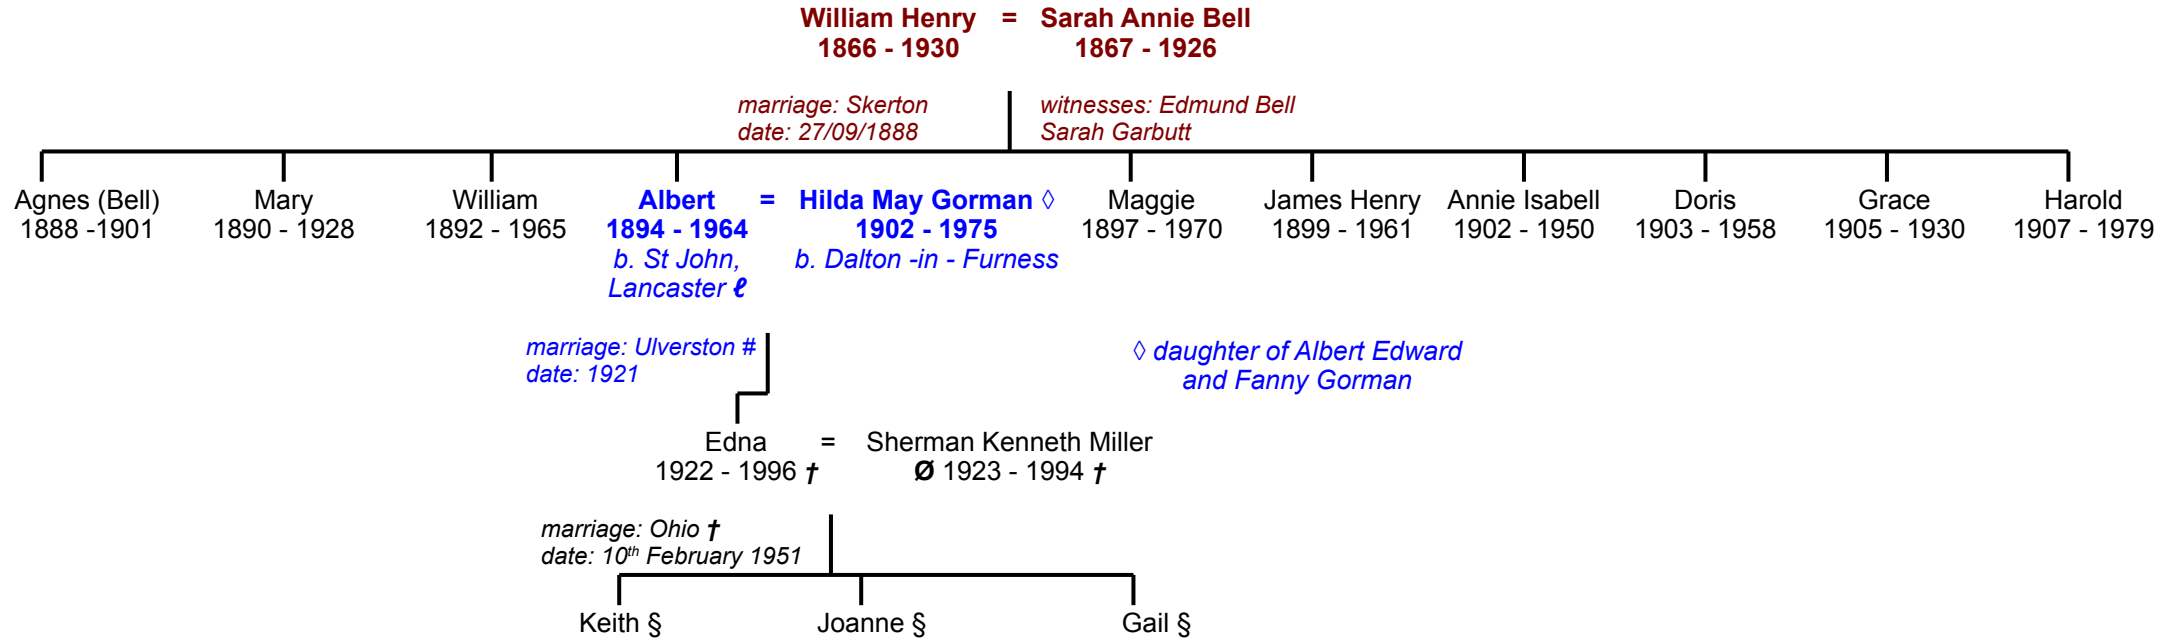 William Henry = Sarah Annie Bell
1866 - 1930 1867 - 1926
marriage: Skerton witnesses: Edmund Bell
date: 27/09/1888 Sarah Garbutt
Agnes (Bell) Mary William Albert = Hilda May Gorman ◊ Maggie James Henry Annie Isabell Doris Grace Harold
1888 -1901 1890 - 1928 1892 - 1965 1894 - 1964 1902 - 1975 1897 - 1970 1899 - 1961 1902 - 1950 1903 - 1958 1905 - 1930 1907 - 1979
b. St John, b. Dalton -in - Furness
Lancaster ℓ
marriage: Ulverston # ◊ daughter of Albert Edward
date: 1921 and Fanny Gorman
Edna = Sherman Kenneth Miller
1922 - 1996 † Ø 1923 - 1994 †
marriage: Ohio †
date: 10th February 1951
Keith § Joanne § Gail §